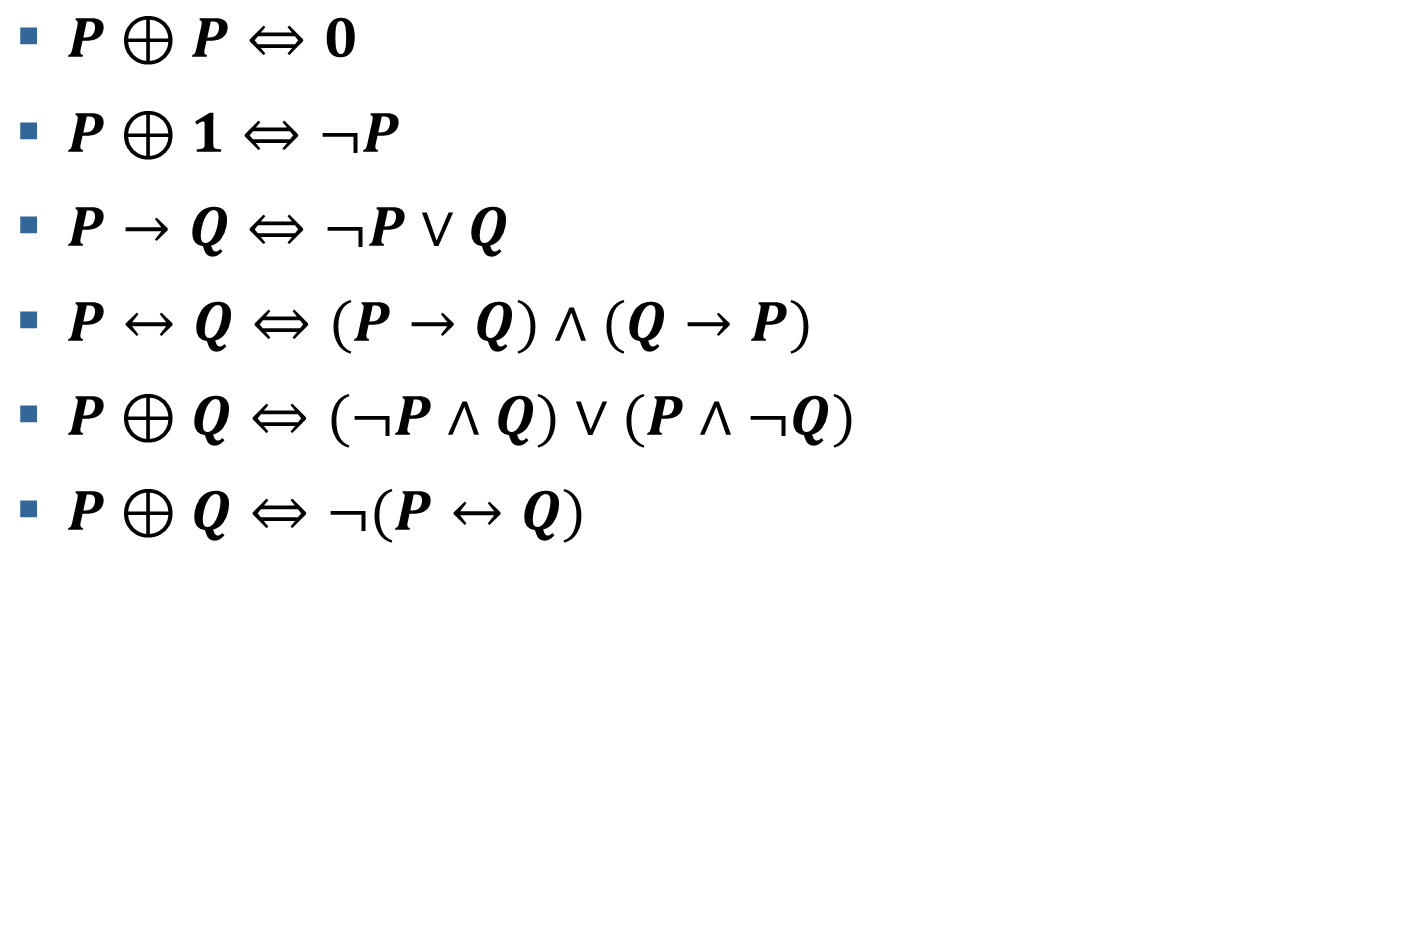 ▪ P ⊕ P ⇔ 0
▪ P ⊕ 1 ⇔ ¬P
▪ P → Q ⇔ ¬P ∨ Q
▪ P ↔ Q ⇔ (P → Q) ∧ (Q → P)
▪ P ⊕ Q ⇔ (¬P ∧ Q) ∨ (P ∧ ¬Q)
▪ P ⊕ Q ⇔ ¬(P ↔ Q)